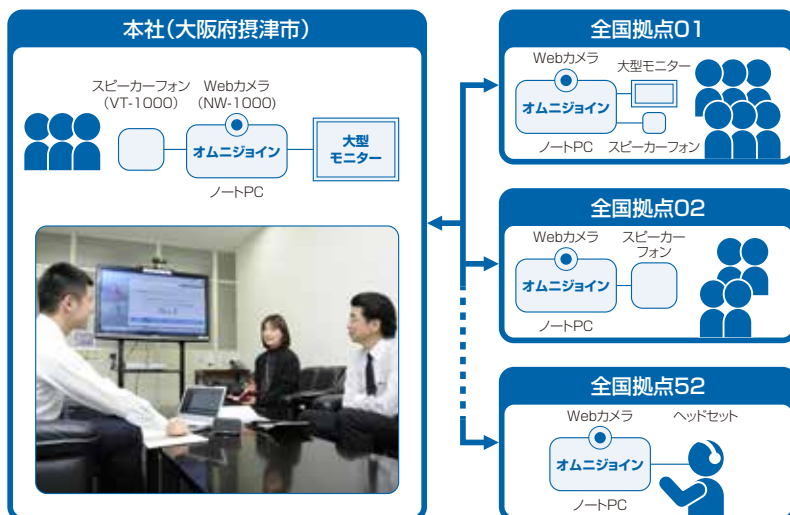 本社（大阪府摂津市）
スピーカーフォン
（VT-1000）
Webカメラ
（NW-1000）
オムニジョイン
大型
モニター
ノートPC
全国拠点01
Webカメラ
大型モニター
オムニジョイン
ノートPC
スピーカーフォン
全国拠点02
Webカメラ
スピーカー
フォン
オムニジョイン
ノートPC
全国拠点52
Webカメラ
ヘッドセット
オムニジョイン
ノートPC